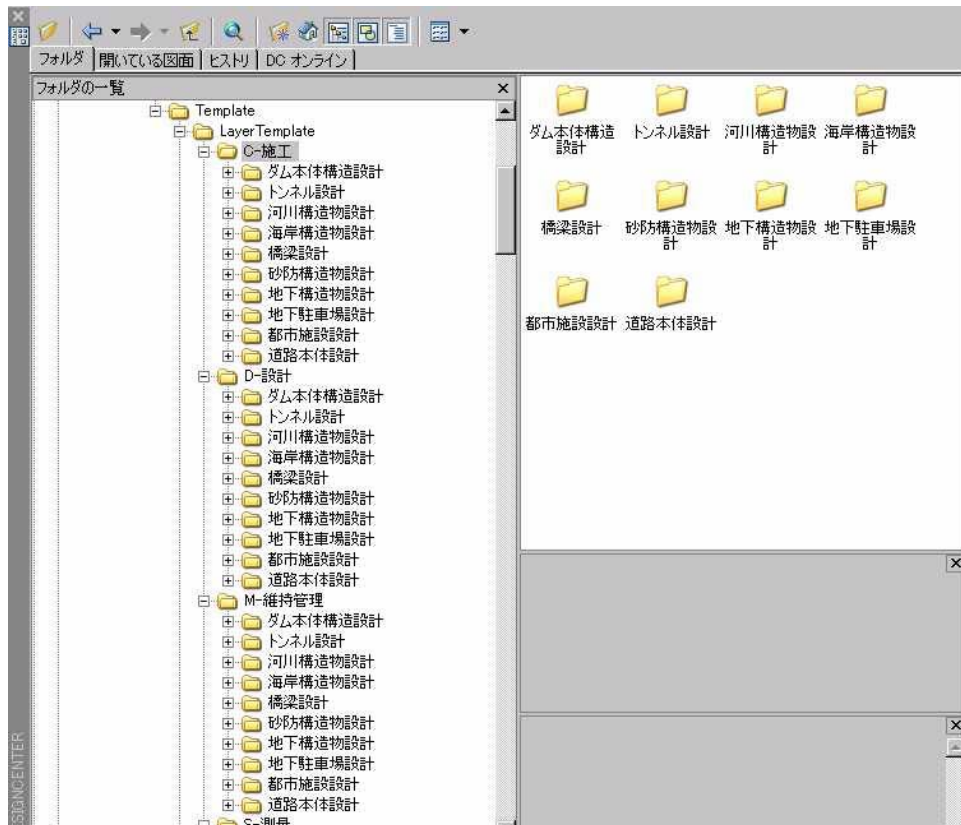 フォルダ
開いている図面
ヒストリ
DC オンライン
フォルダの一覧
Template
LayerTemplate
C-施工
ダム本体構造設計
トンネル設計
河川構造物設計
海岸構造物設計
橋梁設計
砂防構造物設計
地下構造物設計
地下駐車場設計
都市施設設計
道路本体設計
D-設計
ダム本体構造設計
トンネル設計
河川構造物設計
海岸構造物設計
橋梁設計
砂防構造物設計
地下構造物設計
地下駐車場設計
都市施設設計
道路本体設計
M-維持管理
ダム本体構造設計
トンネル設計
河川構造物設計
海岸構造物設計
橋梁設計
砂防構造物設計
地下構造物設計
地下駐車場設計
都市施設設計
道路本体設計
S-測量
ダム本体構造
設計
トンネル設計
河川構造物設
計
海岸構造物設
計
橋梁設計
砂防構造物設
計
地下構造物設
計
地下駐車場設
計
都市施設設計
道路本体設計
SIGNCENTER